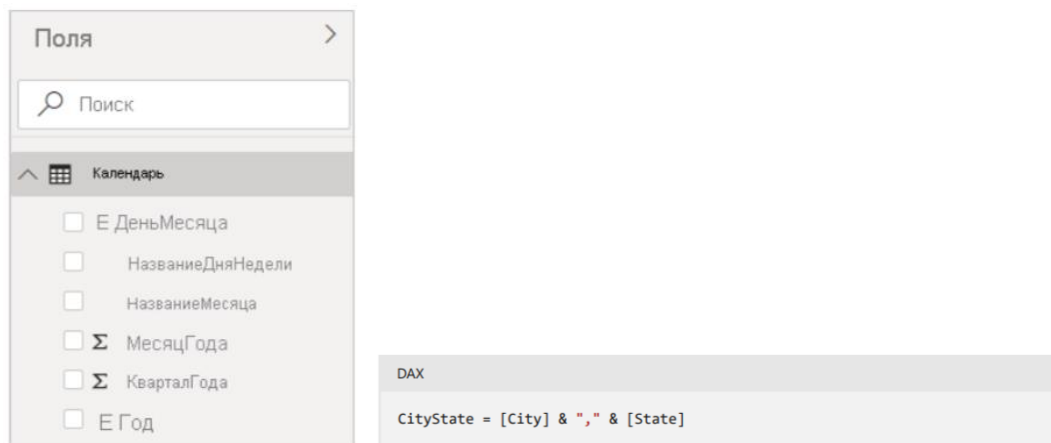 Поля
Поиск
Календарь
Е ДеньМесяца
НазваниеДняНедели
НазваниеМесяца
Σ МесяцГода
Σ КварталГода
Е Год
DAX
CityState = [City] & "," & [State]